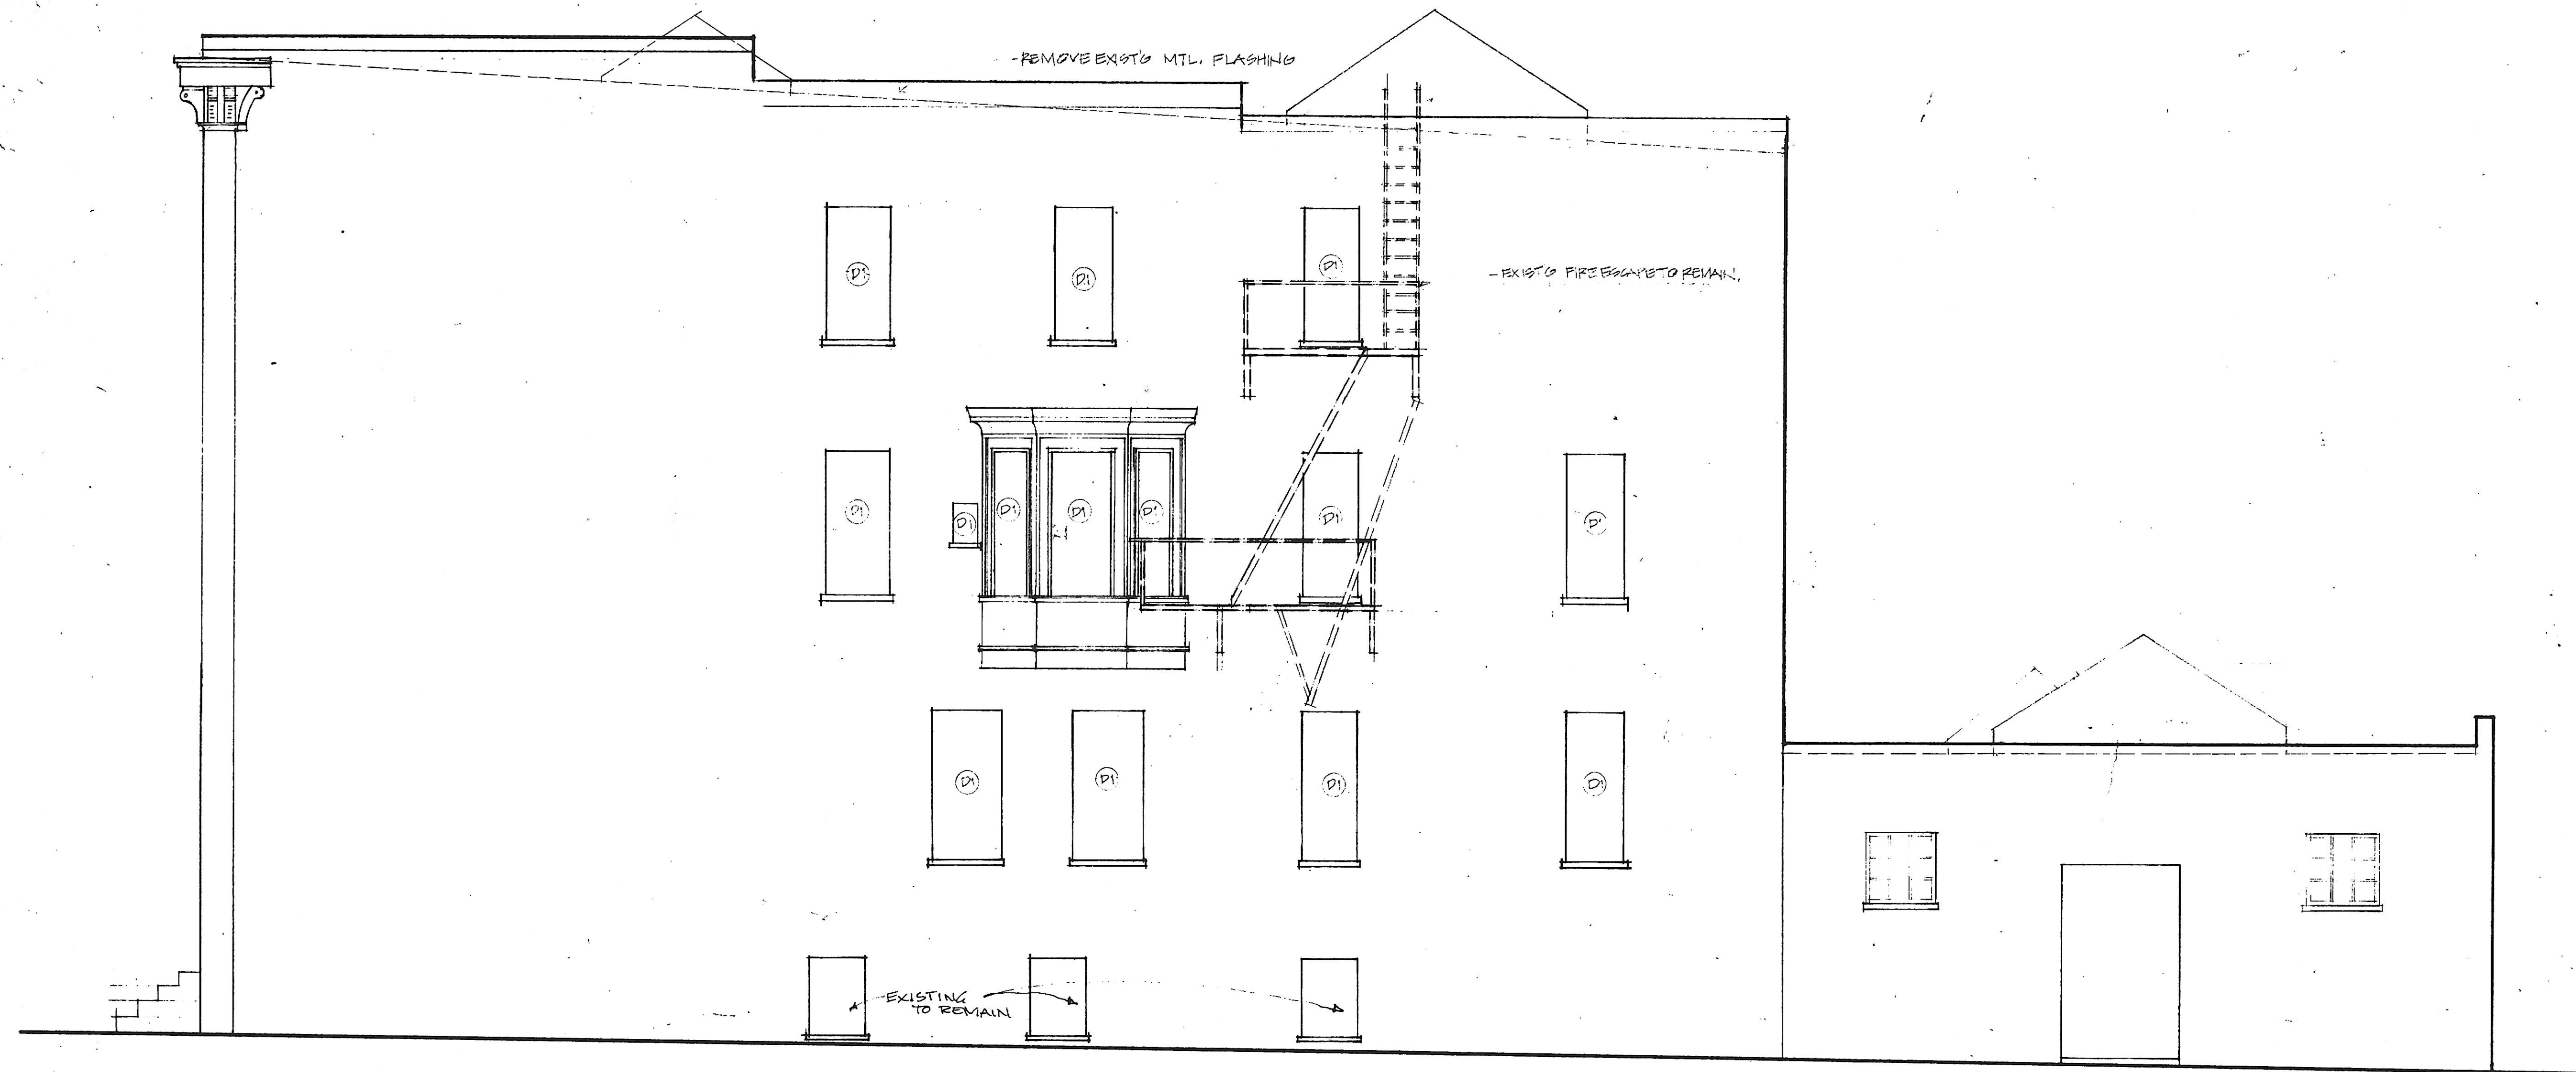 -REMOVE EXIST'G MTL. FLASHING
D1
D1
D1
-EXIST'G FIRE ESCAPE TO REMAIN.
D1
D1
D1
D1
D1
D1
D1
D1
D1
D1
D1
EXISTING
TO REMAIN